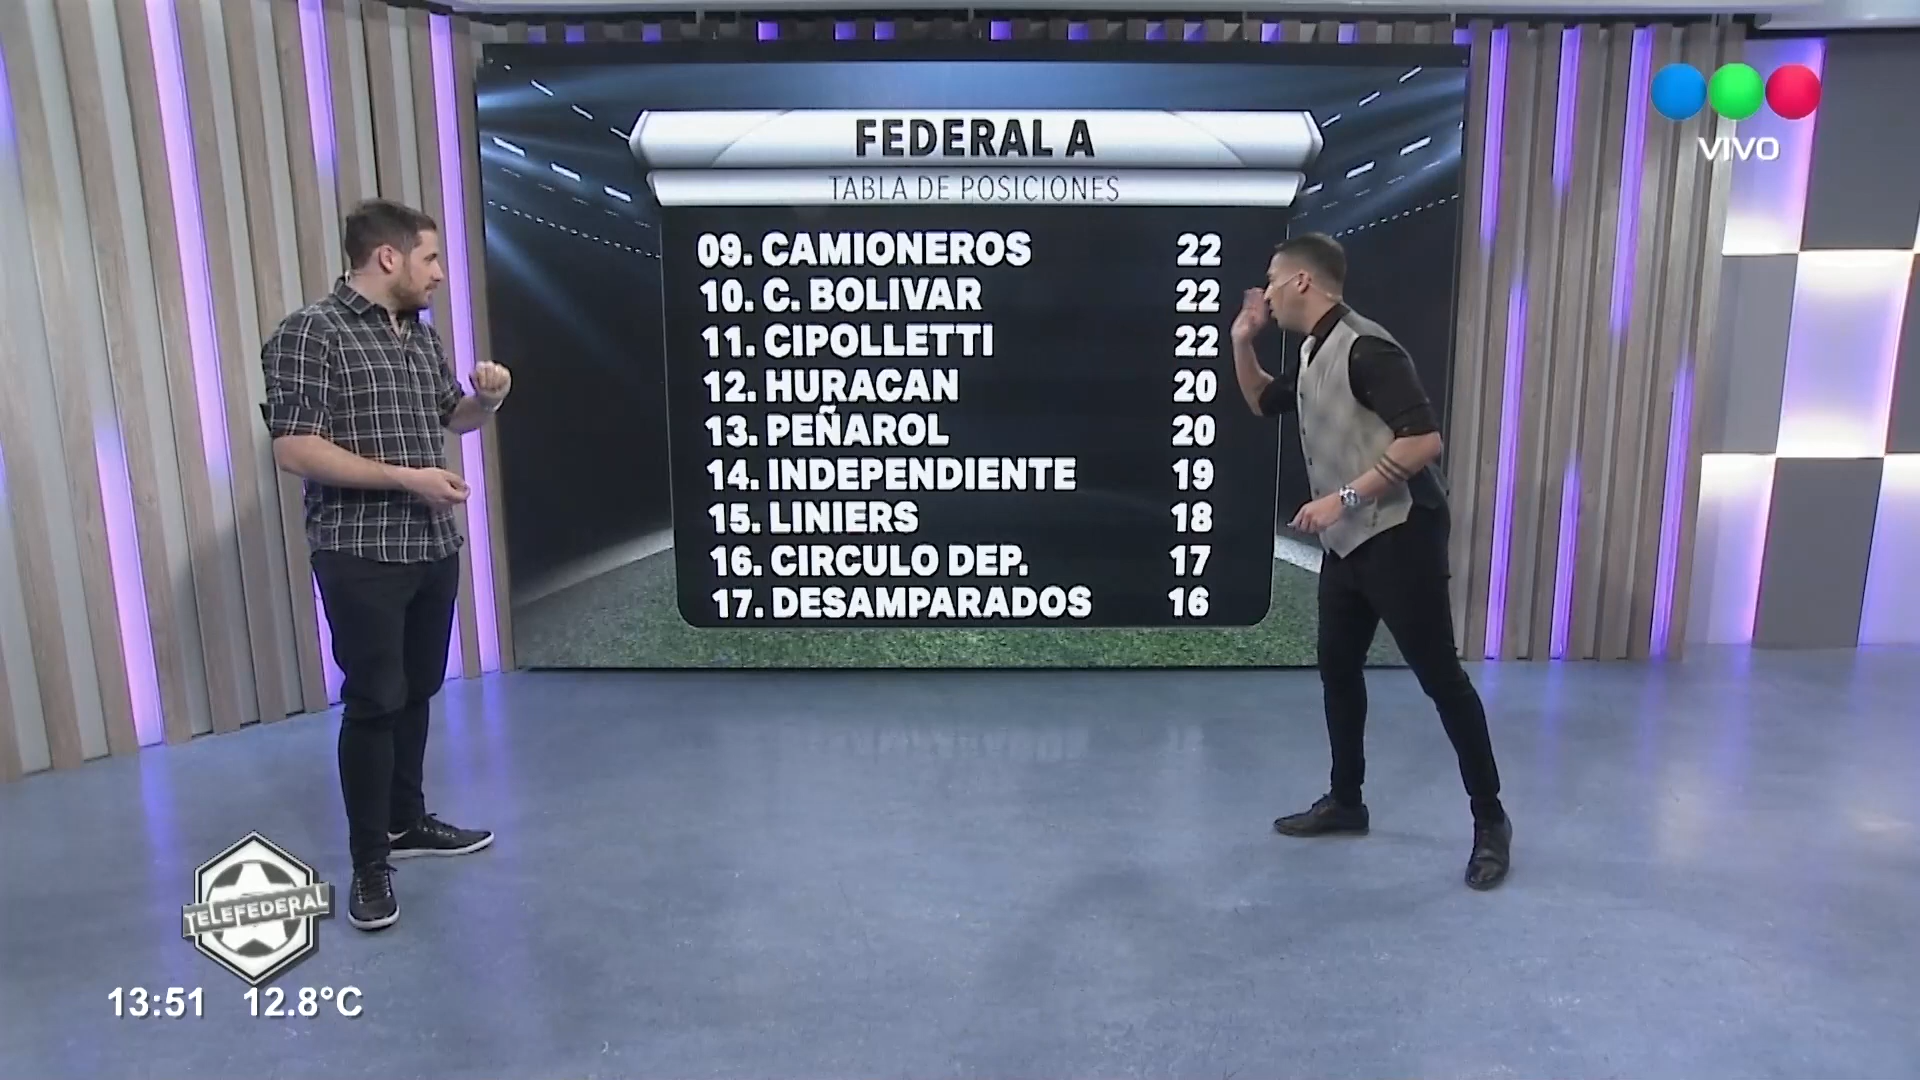 FEDERAL A
TABLA DE POSICIONES
09. CAMIONEROS 22
10. C. BOLIVAR 22
11. CIPOLLETTI 22
12. HURACAN 20
13. PEÑAROL 20
14. INDEPENDIENTE 19
15. LINIERS 18
16. CIRCULO DEP. 17
17. DESAMPARADOS 16
VIVO
TELEFEDERAL
13:51 12.8°C